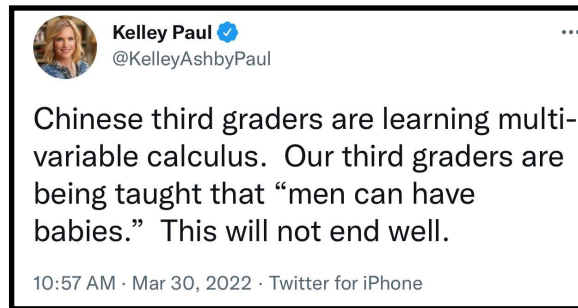 Kelley Paul
@KelleyAshbyPaul
Chinese third graders are learning multi-
variable calculus.  Our third graders are
being taught that “men can have
babies.”  This will not end well.
10:57 AM · Mar 30, 2022 · Twitter for iPhone